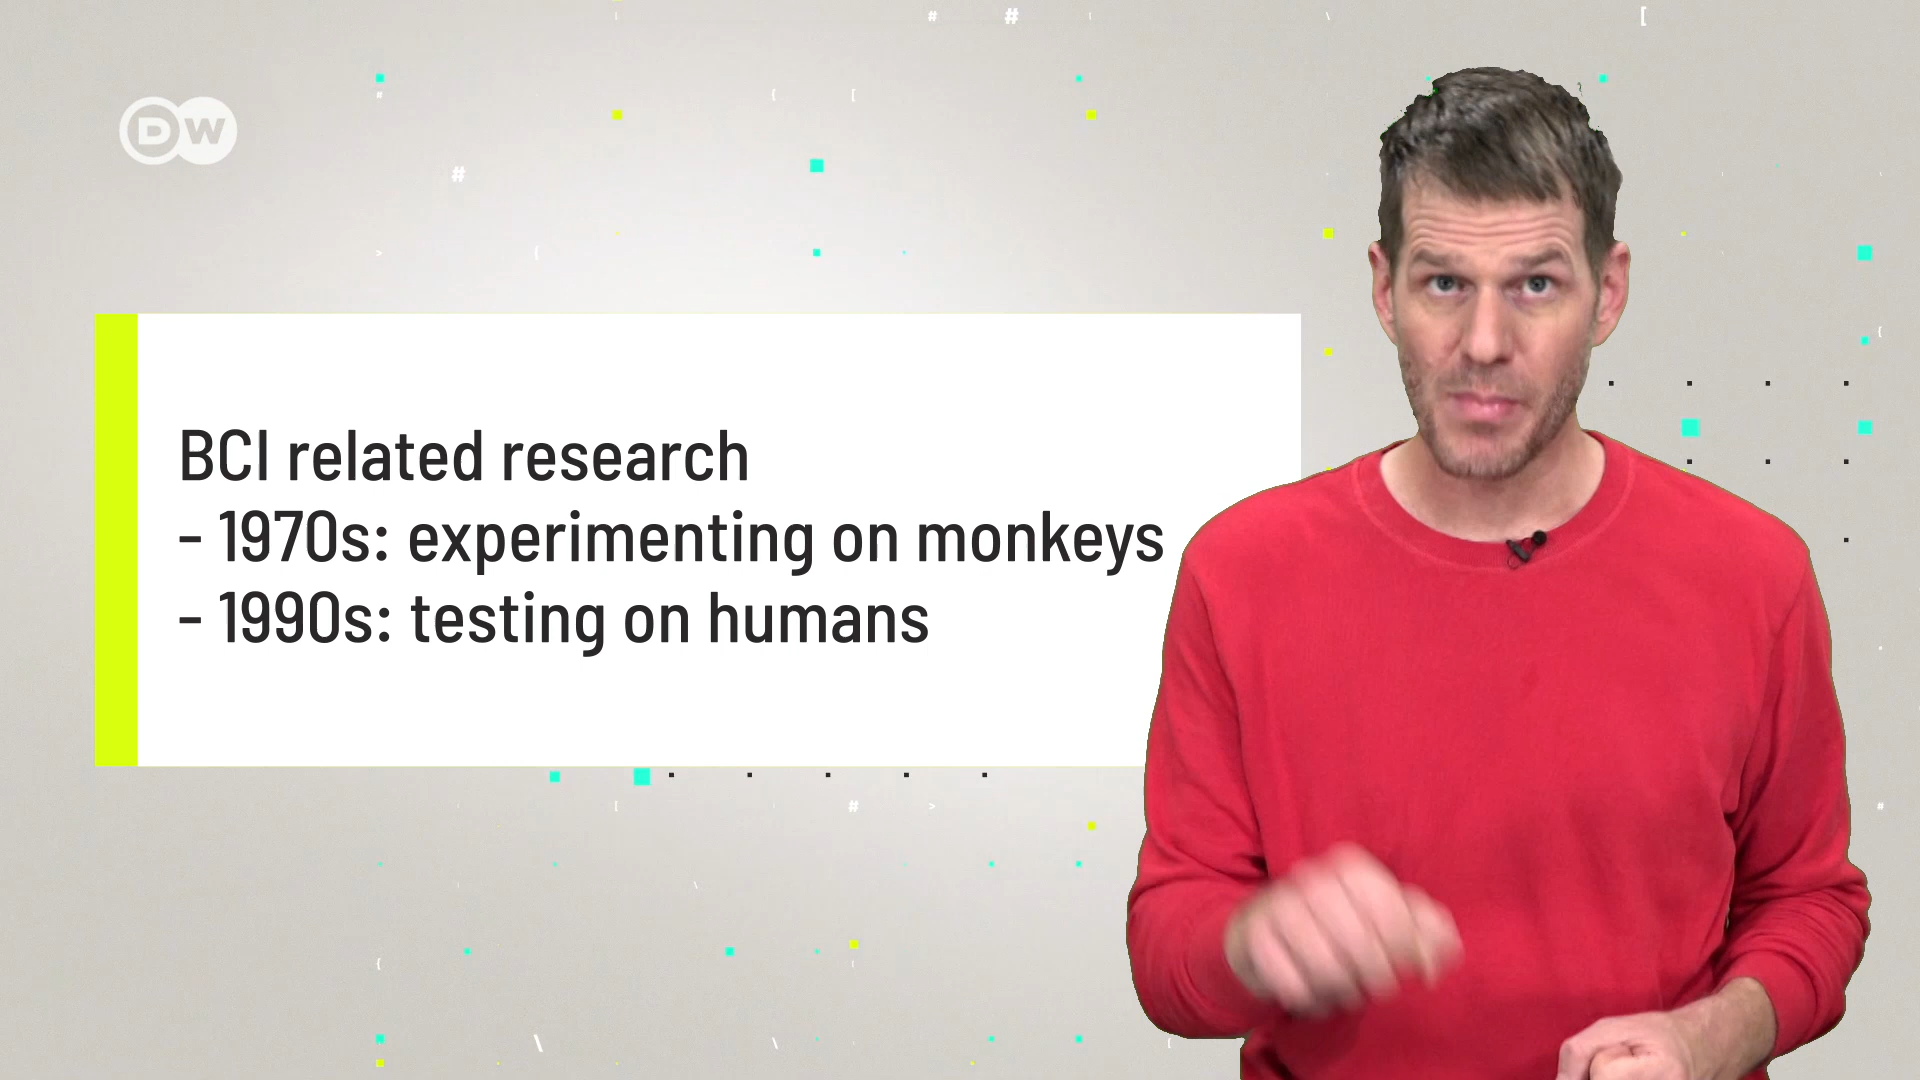 DW
BCI related research
- 1970s: experimenting on monkeys
- 1990s: testing on humans